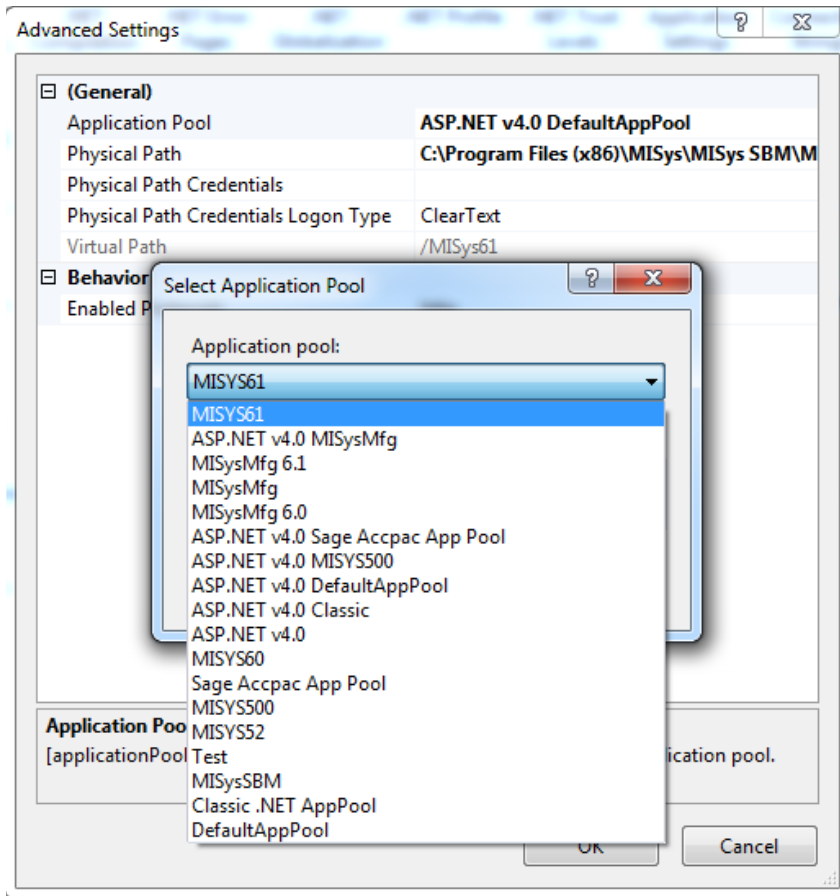 Advanced Settings
(General)
Application Pool ASP.NET v4.0 DefaultAppPool
Physical Path C:\Program Files (x86)\MISys\MISys SBM\M
Physical Path Credentials
Physical Path Credentials Logon Type ClearText
Virtual Path /MISys61
Behavior
Enabled P
Select Application Pool
Application pool:
MISYS61
MISYS61
ASP.NET v4.0 MISysMfg
MISysMfg 6.1
MISysMfg
MISysMfg 6.0
ASP.NET v4.0 Sage Accpac App Pool
ASP.NET v4.0 MISYS500
ASP.NET v4.0 DefaultAppPool
ASP.NET v4.0 Classic
ASP.NET v4.0
MISYS60
Sage Accpac App Pool
MISYS500
MISYS52
Test
MISysSBM
Classic .NET AppPool
DefaultAppPool
Application Poo
[applicationPool ication pool.
OK Cancel